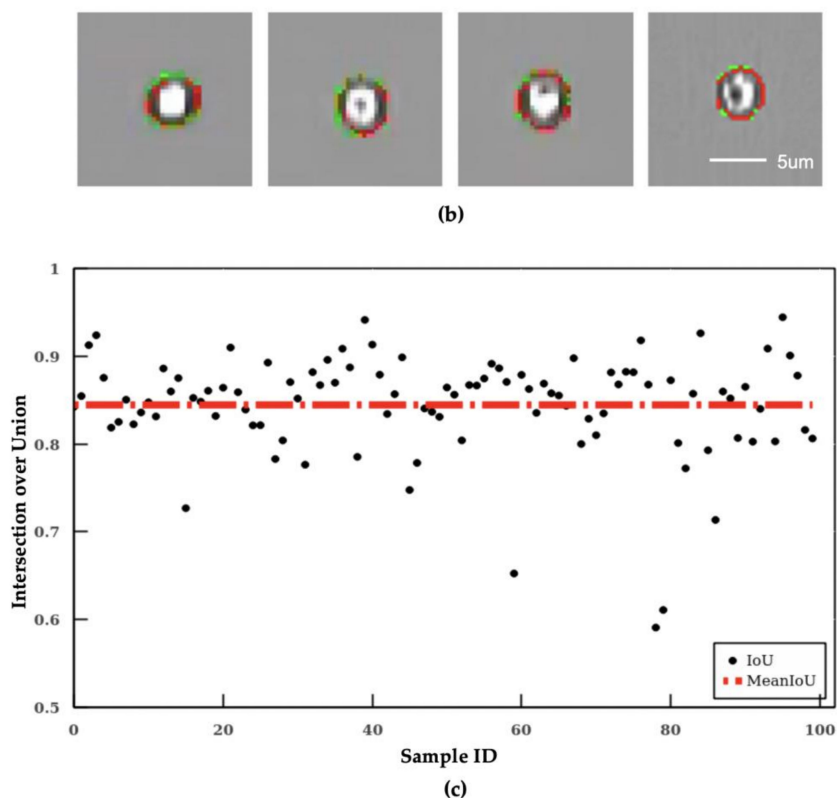 5um
(b)
1
0.9
0.8
0.7
0.6
0.5
Intersection over Union
IoU
MeanIoU
0 20 40 60 80 100
Sample ID
(c)